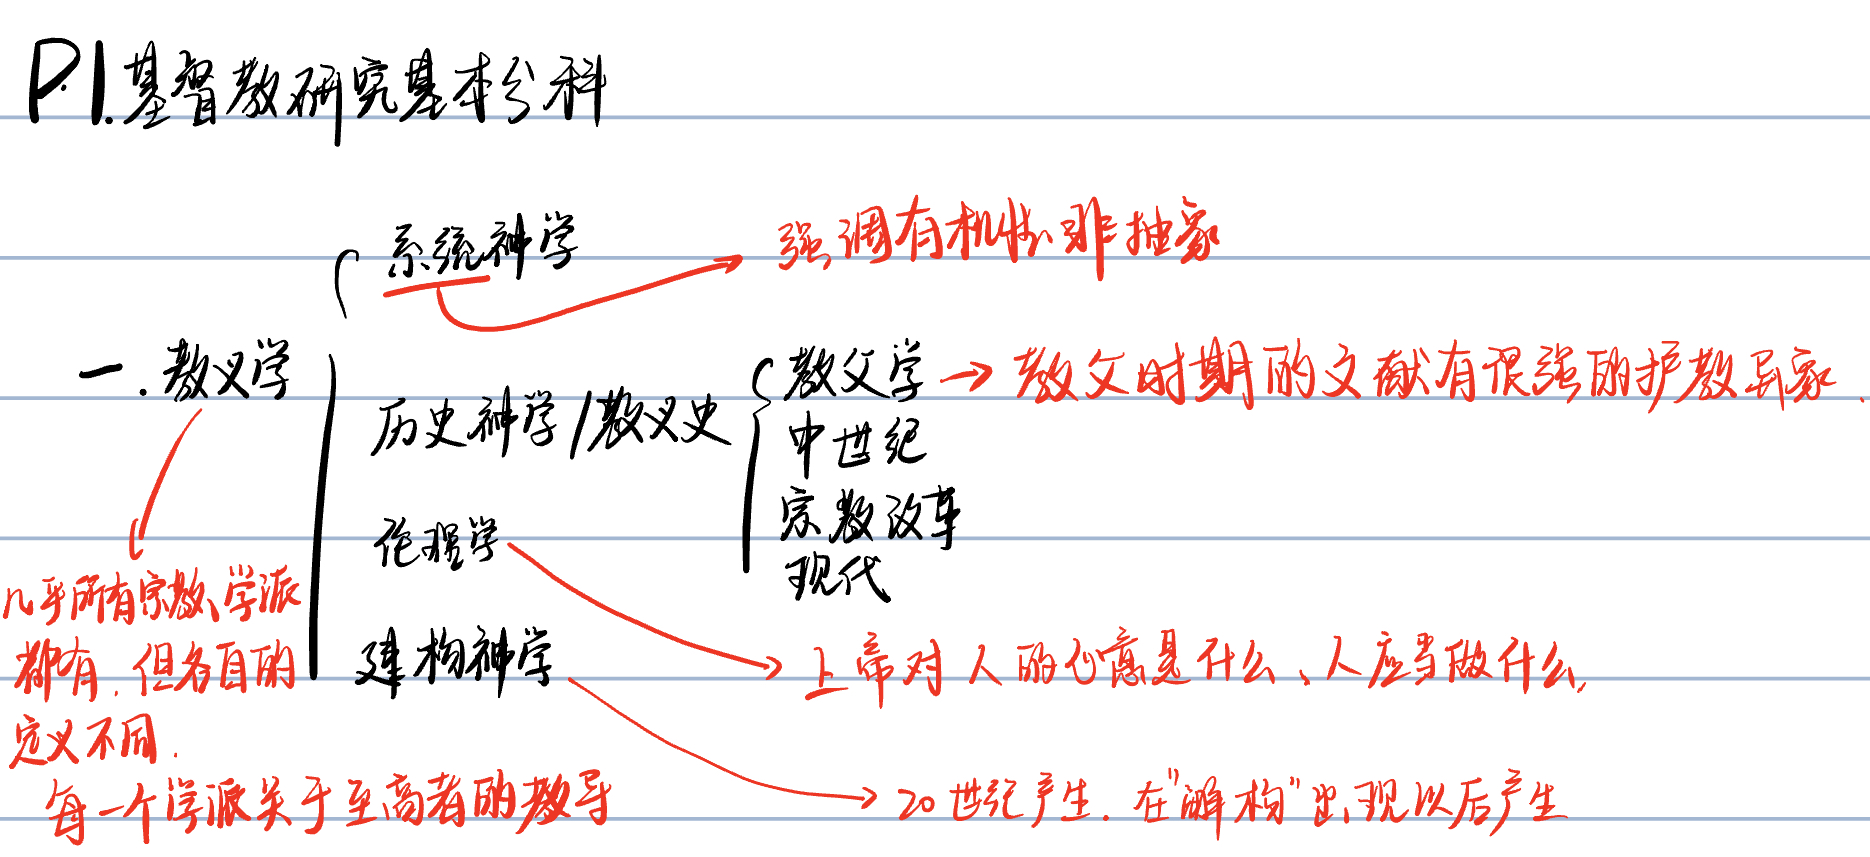 P.1.基督教研究基本分科
系统神学
强调有机性非抽象
一.教义学
历史神学/教义史
教父学
教父时期的文献有很强的护教异象.
中世纪
宗教改革
现代
伦理学
几乎所有宗教、学派
都有.但各自的
定义不同.
建构神学
上帝对人的心意是什么、人应当做什么,
每一个学派关于至高者的教导
20世纪产生.在"解构"出现以后产生